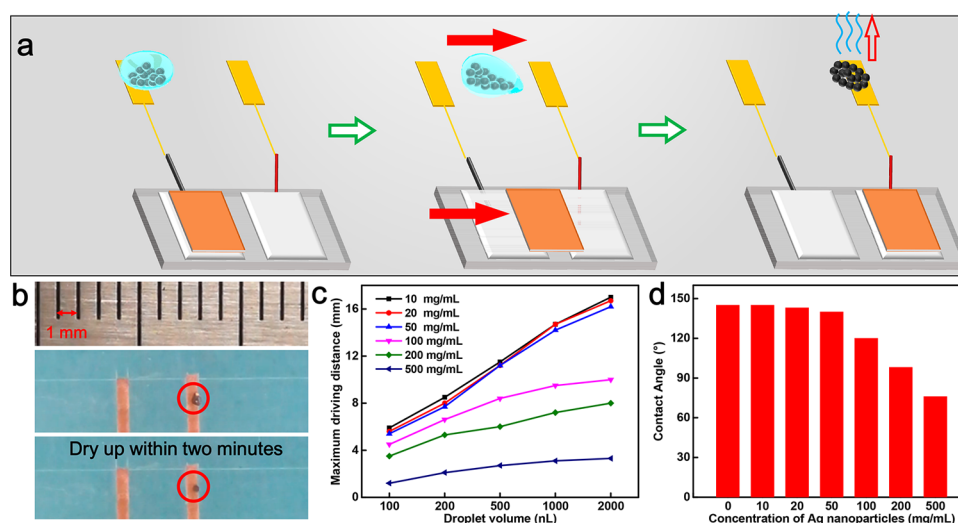 a
b
1 mm
Dry up within two minutes
c
Maximum driving distance (mm)
16
12
8
4
0
10 mg/mL
20 mg/mL
50 mg/mL
100 mg/mL
200 mg/mL
500 mg/mL
100 200 500 1000 2000
Droplet volume (nL)
d
Contact Angle (°)
150
120
90
60
30
0
0 10 20 50 100 200 500
Concentration of Ag nanoparticles (mg/mL)